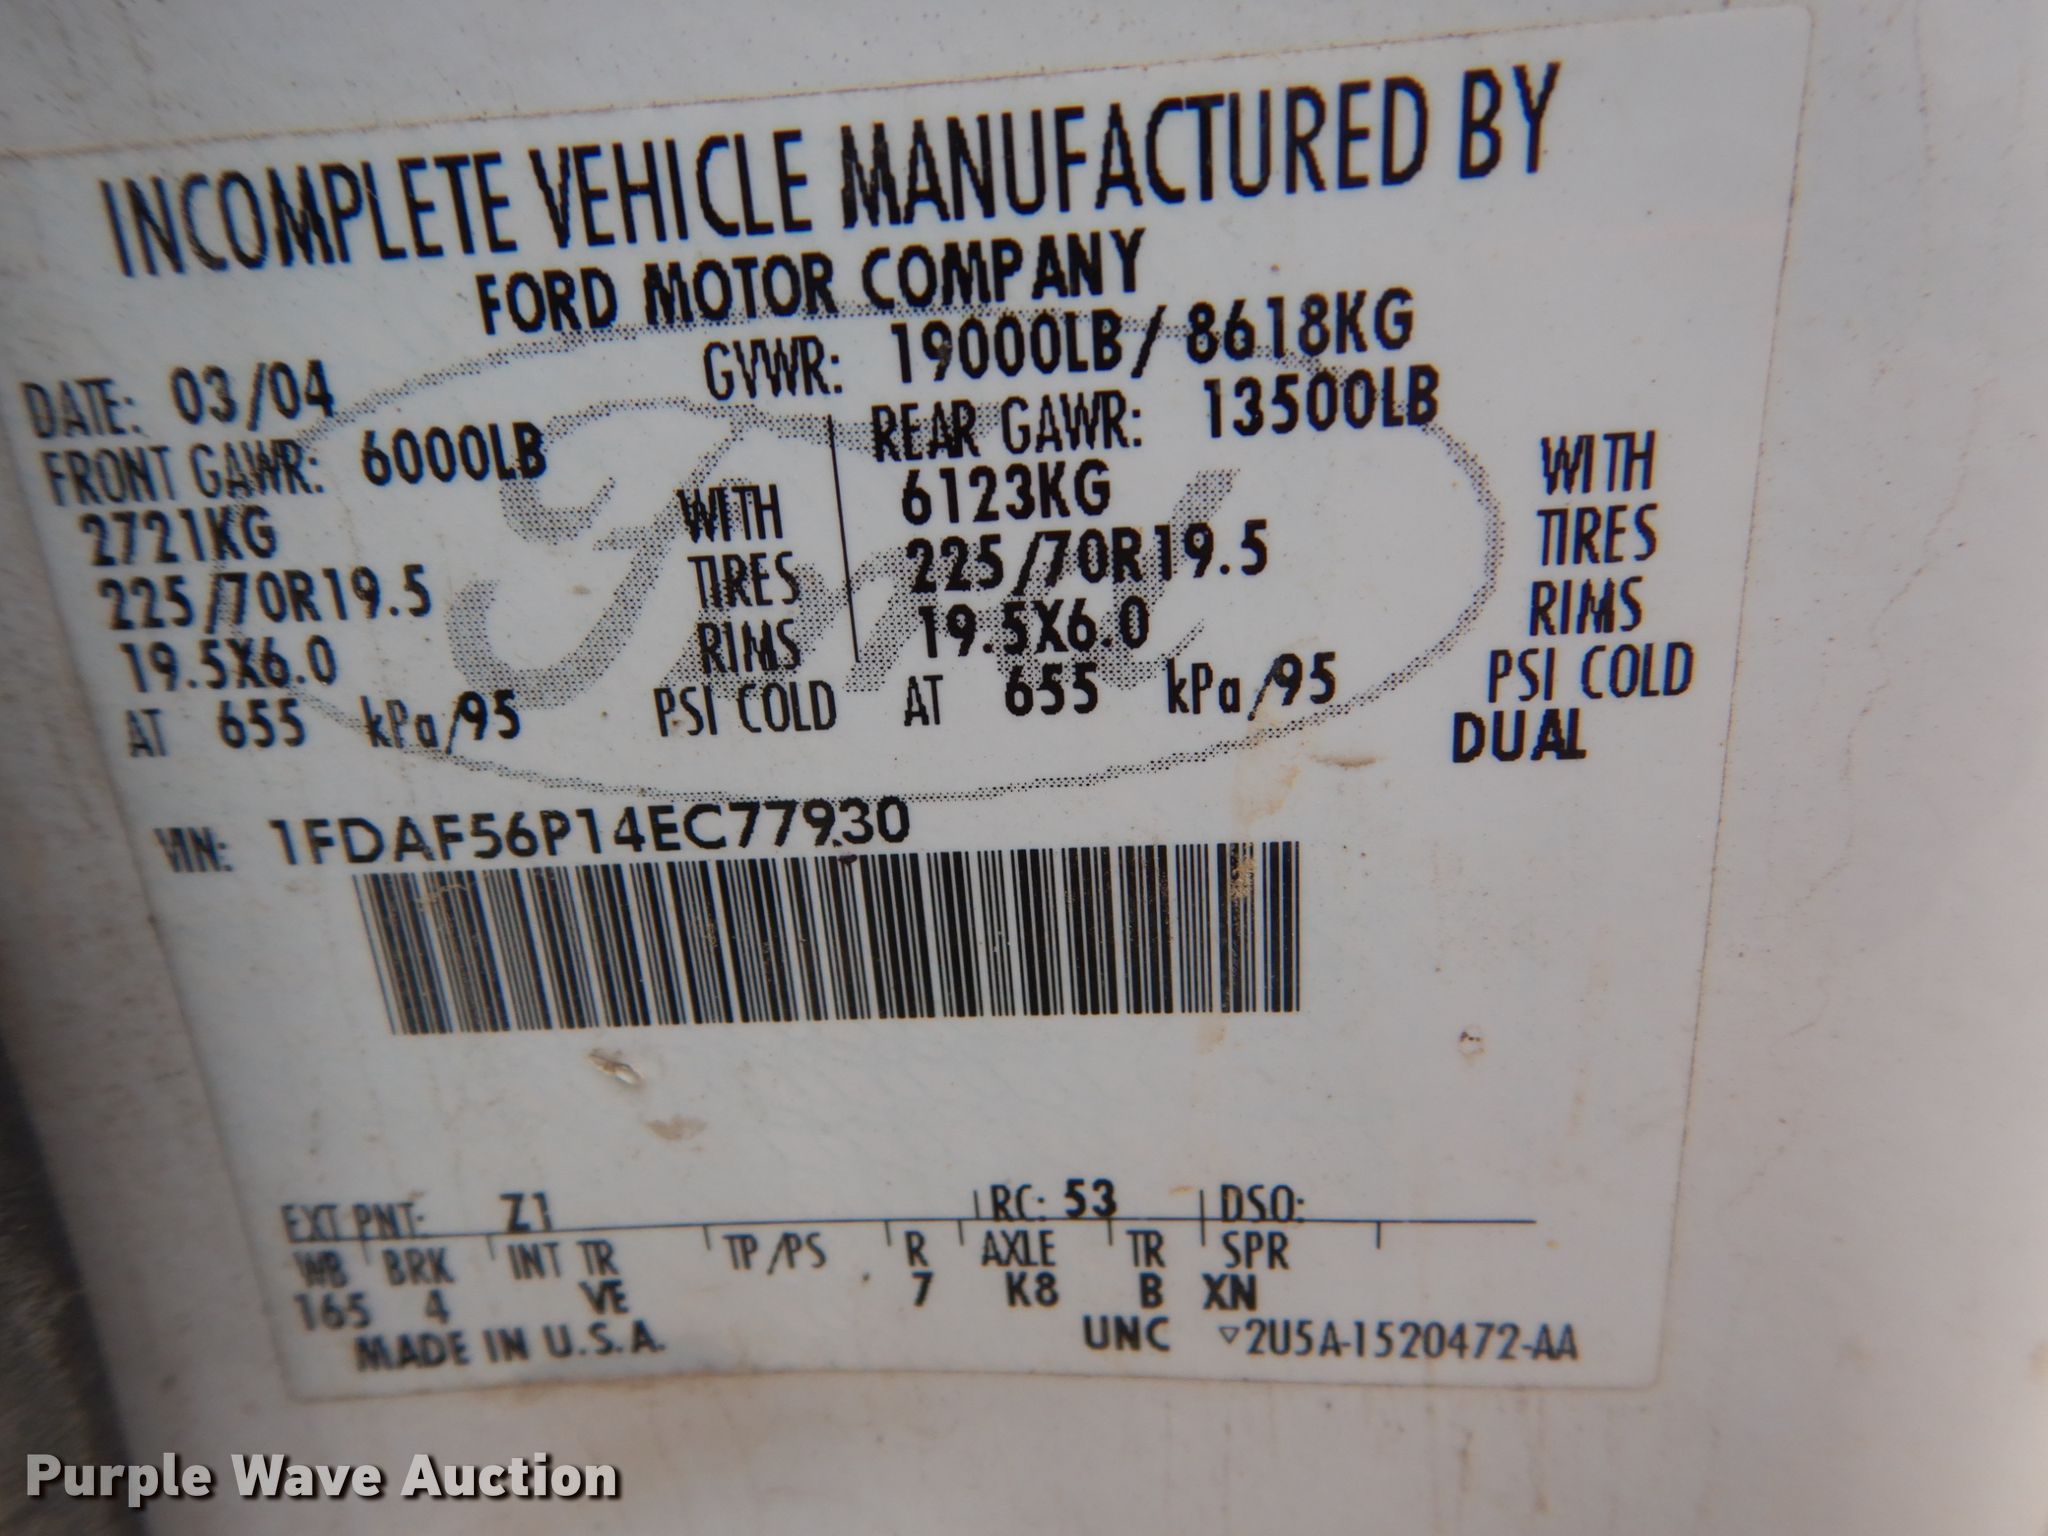 INCOMPLETE VEHICLE MANUFACTURED BY
FORD MOTOR COMPANY
DATE: 03/04 GVWR: 19000LB/ 8618KG
FRONT GAWR: 6000LB REAR GAWR: 13500LB
2721KG WITH 6123KG WITH
225/70R19.5 TIRES 225/70R19.5 TIRES
19.5X6.0 RIMS 19.5X6.0 RIMS
AT 655 kPa/95 PSI COLD AT 655 kPa/95 PSI COLD
DUAL
VIN: 1FDAF56P14EC77930
EXT PNT: Z1 RC: 53 DSO:
WB BRK INT TR TP/PS R AXLE TR SPR
165 4 VE 7 K8 B XN
MADE IN U.S.A. UNC ▽2U5A-1520472-AA
Ford
Purple Wave Auction